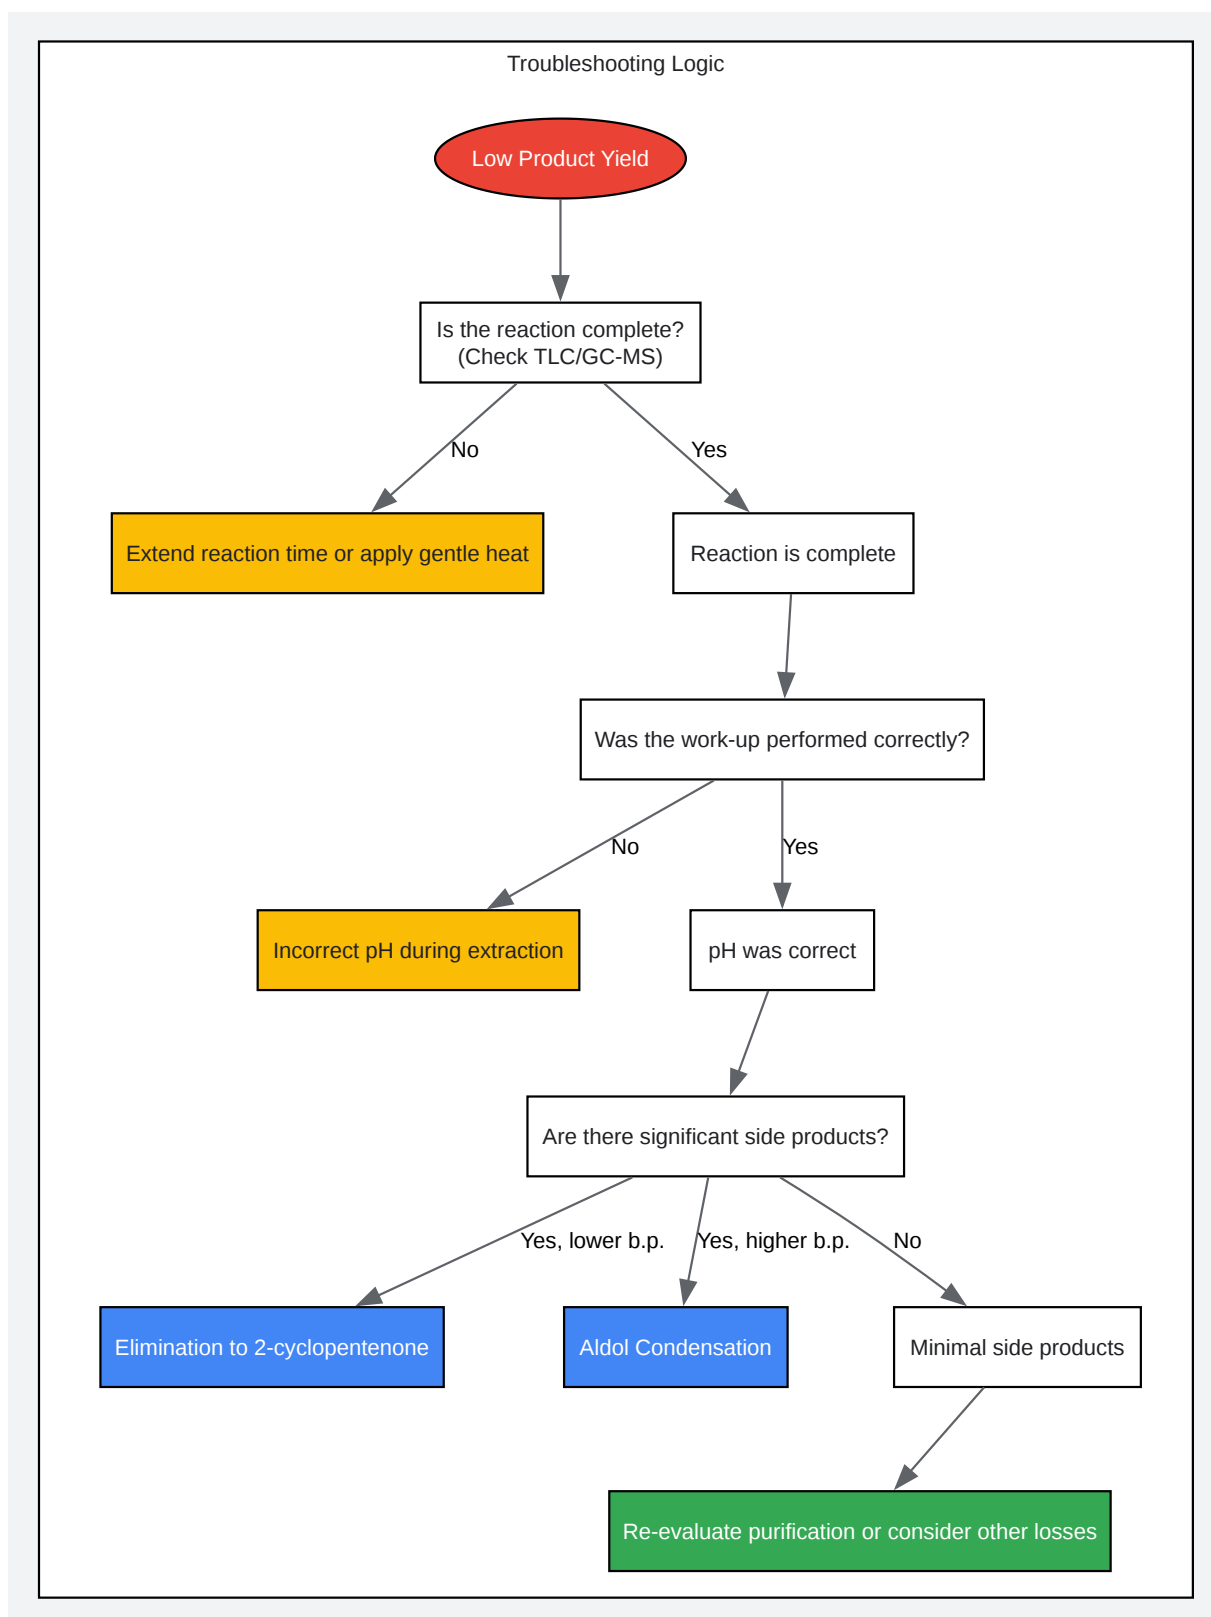 Troubleshooting Logic
Low Product Yield
Is the reaction complete?
(Check TLC/GC-MS)
No
Yes
Extend reaction time or apply gentle heat
Reaction is complete
Was the work-up performed correctly?
No
Yes
Incorrect pH during extraction
pH was correct
Are there significant side products?
Yes, lower b.p.
Yes, higher b.p.
No
Elimination to 2-cyclopentenone
Aldol Condensation
Minimal side products
Re-evaluate purification or consider other losses